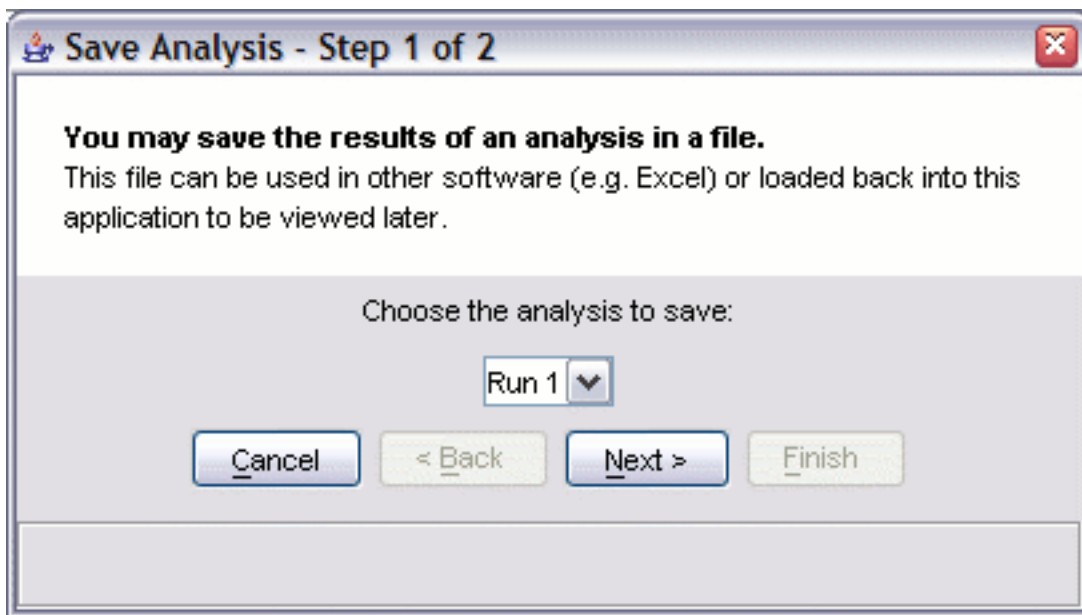 Save Analysis - Step 1 of 2
You may save the results of an analysis in a file.
This file can be used in other software (e.g. Excel) or loaded back into this
application to be viewed later.
Choose the analysis to save:
Run 1
Cancel < Back Next > Finish